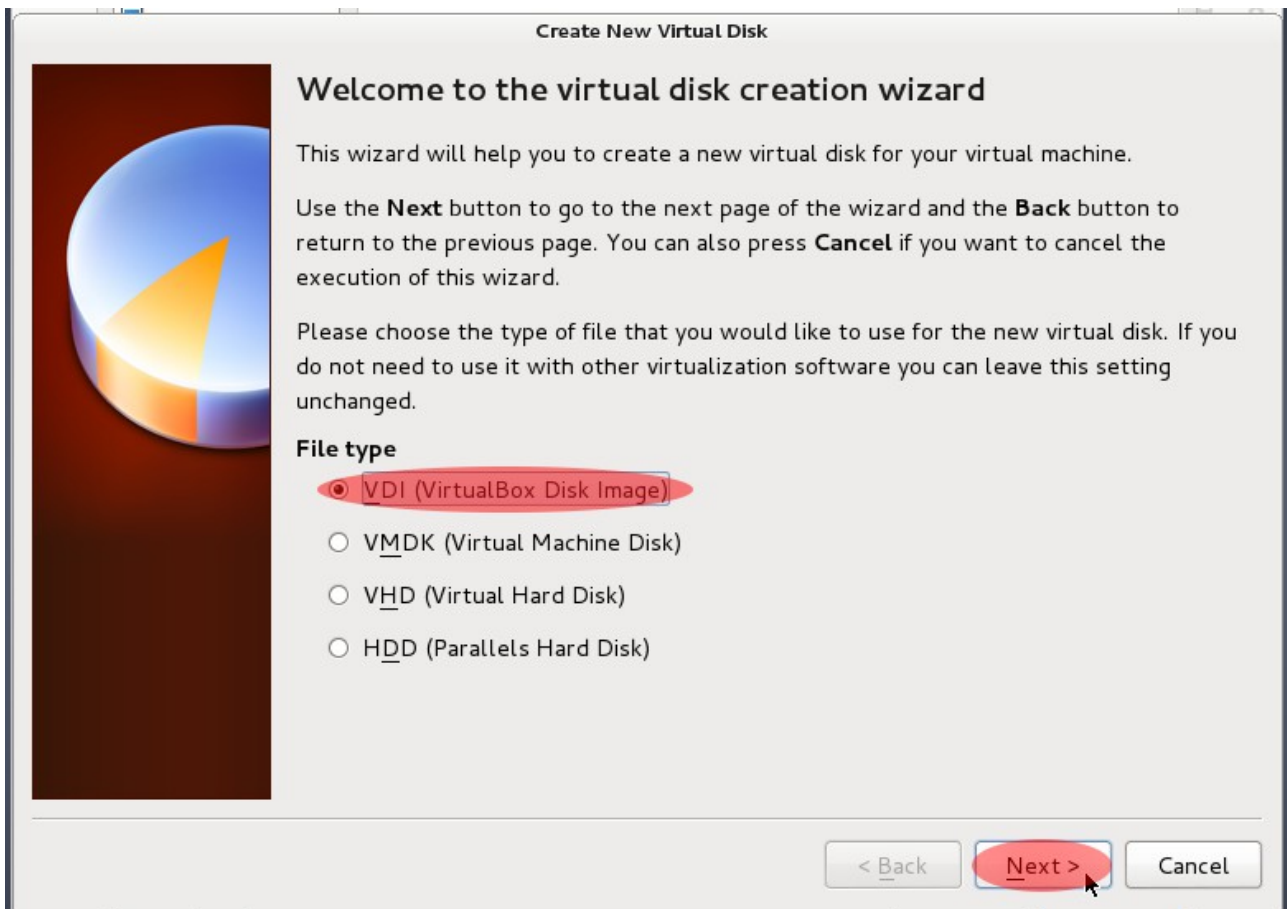 Create New Virtual Disk
Welcome to the virtual disk creation wizard
This wizard will help you to create a new virtual disk for your virtual machine.
Use the Next button to go to the next page of the wizard and the Back button to
return to the previous page. You can also press Cancel if you want to cancel the
execution of this wizard.
Please choose the type of file that you would like to use for the new virtual disk. If you
do not need to use it with other virtualization software you can leave this setting
unchanged.
File type
VDI (VirtualBox Disk Image)
VMDK (Virtual Machine Disk)
VHD (Virtual Hard Disk)
HDD (Parallels Hard Disk)
< Back Next > Cancel